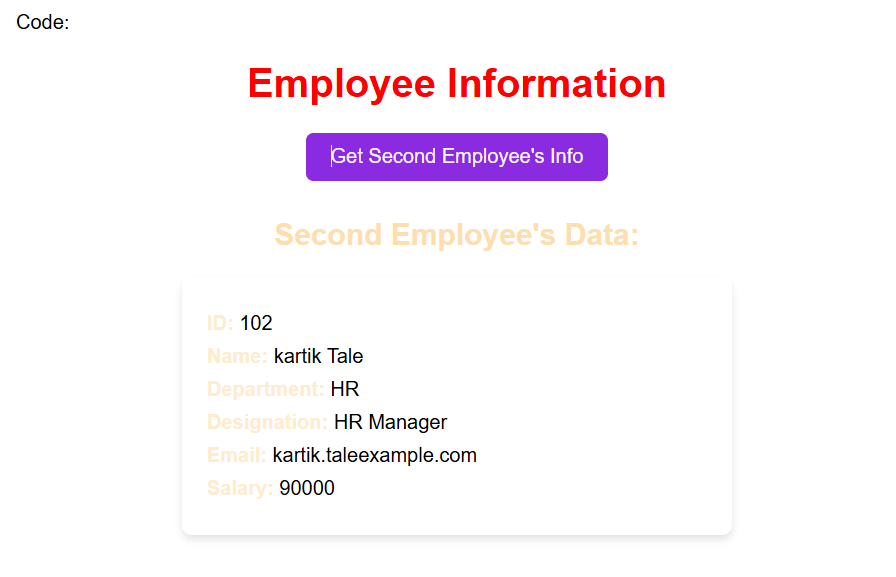 Code:
Employee Information
Get Second Employee's Info
Second Employee's Data:
ID: 102
Name: kartik Tale
Department: HR
Designation: HR Manager
Email: kartik.taleexample.com
Salary: 90000